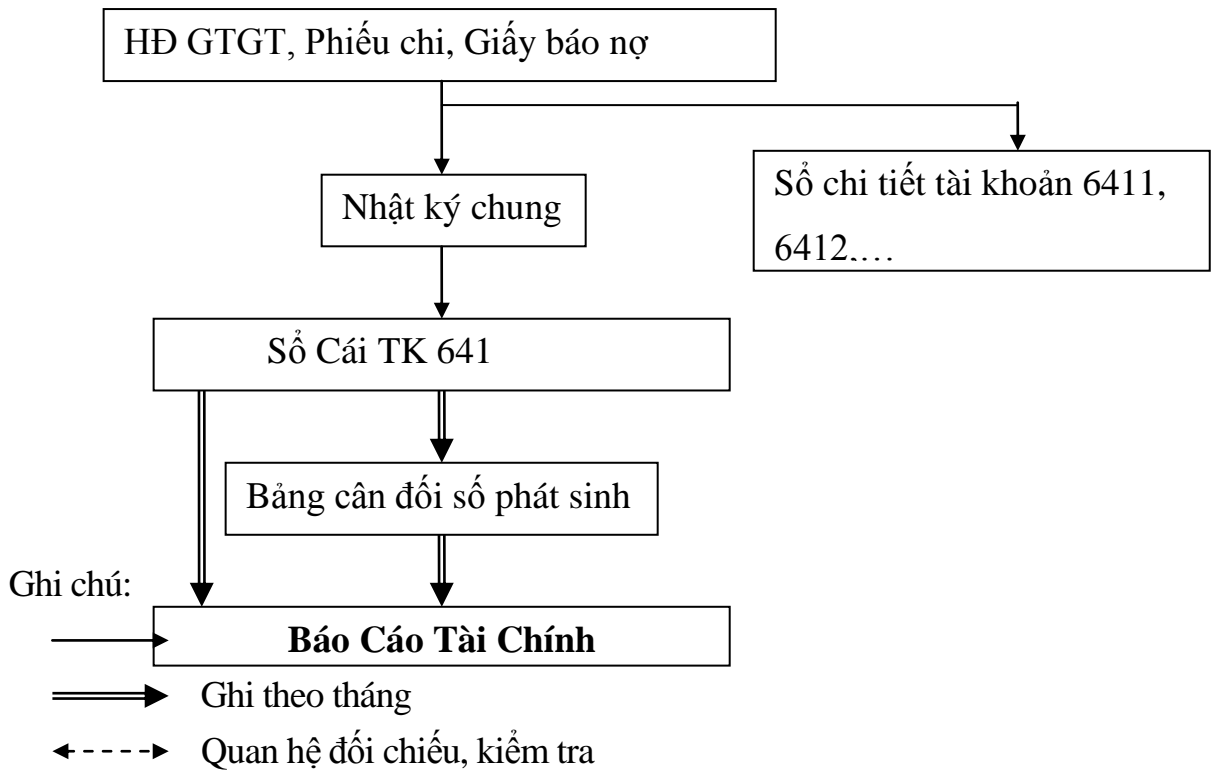 HĐ GTGT, Phiếu chi, Giấy báo nợ
Sổ chi tiết tài khoản 6411,
6412,…
Nhật ký chung
Sổ Cái TK 641
Bảng cân đối số phát sinh
Ghi chú:
Báo Cáo Tài Chính
Ghi theo tháng
Quan hệ đối chiếu, kiểm tra